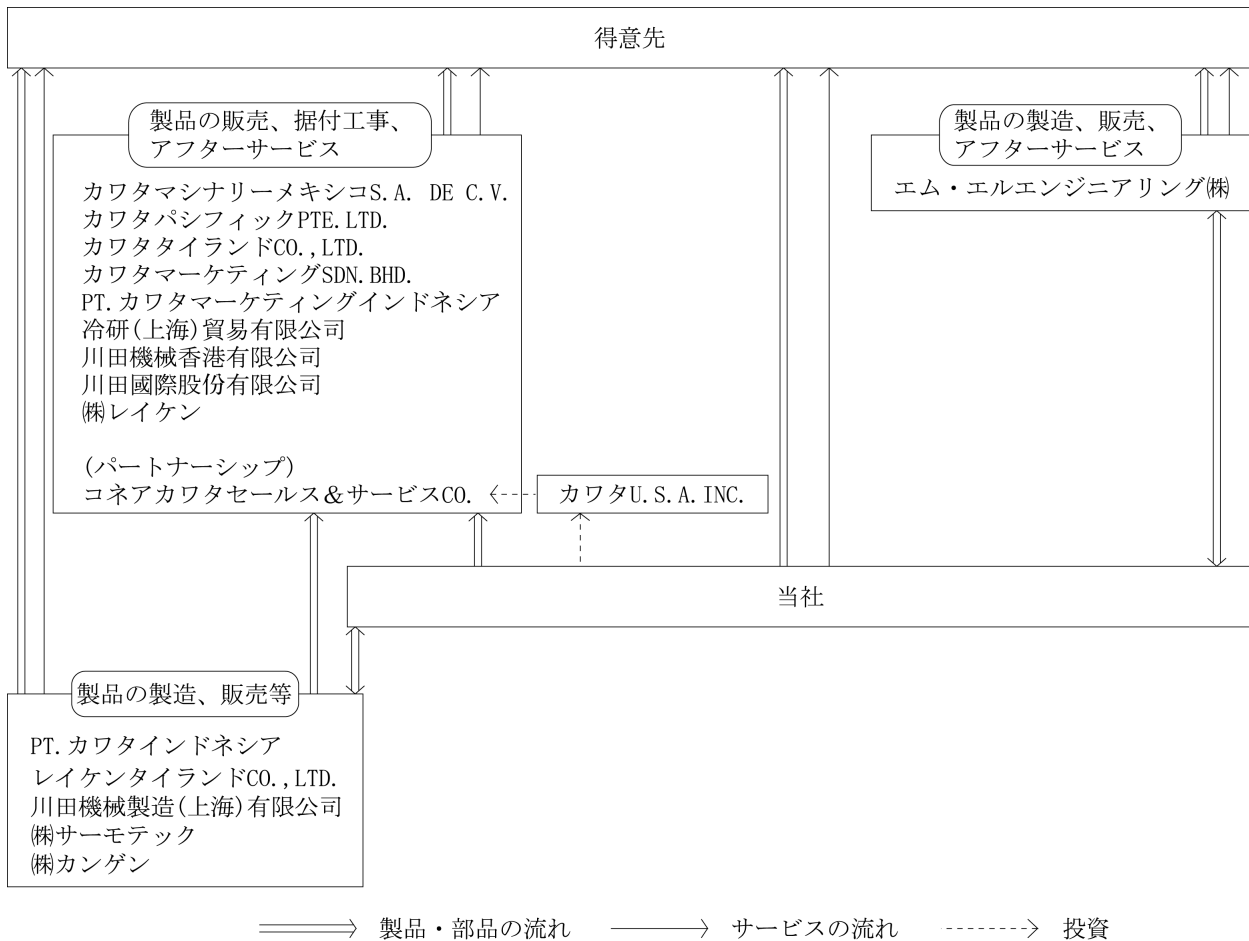 得意先
製品の販売、据付工事、
アフターサービス
カワタマシナリーメキシコS.A. DE C.V.
カワタパシフィックPTE.LTD.
カワタタイランドCO.,LTD.
カワタマーケティングSDN.BHD.
PT.カワタマーケティングインドネシア
冷研(上海)貿易有限公司
川田機械香港有限公司
川田國際股份有限公司
㈱レイケン
(パートナーシップ)
コネアカワタセールス＆サービスCO.
製品の製造、販売、
アフターサービス
エム・エルエンジニアリング㈱
カワタU.S.A.INC.
当社
製品の製造、販売等
PT.カワタインドネシア
レイケンタイランドCO.,LTD.
川田機械製造(上海)有限公司
㈱サーモテック
㈱カンゲン
製品・部品の流れ サービスの流れ 投資